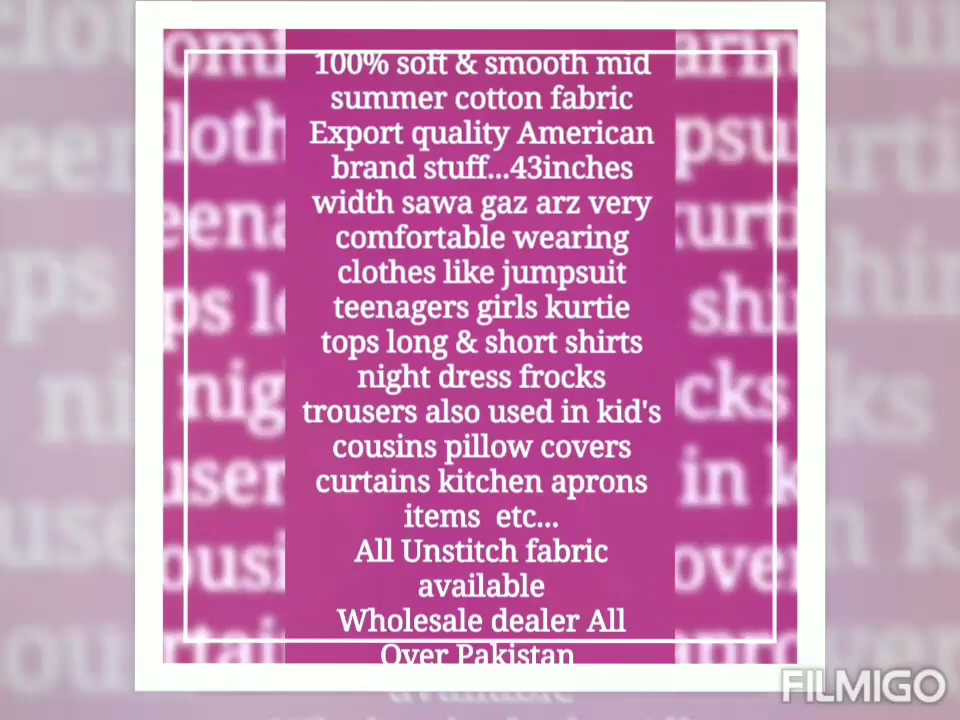 100% soft & smooth mid
summer cotton fabric
Export quality American
brand stuff...43inches
width sawa gaz arz very
comfortable wearing
clothes like jumpsuit
teenagers girls kurtie
tops long & short shirts
night dress frocks
trousers also used in kid's
cousins pillow covers
curtains kitchen aprons
items  etc...
All Unstitch fabric
available
Wholesale dealer All
Over Pakistan
FILMIGO